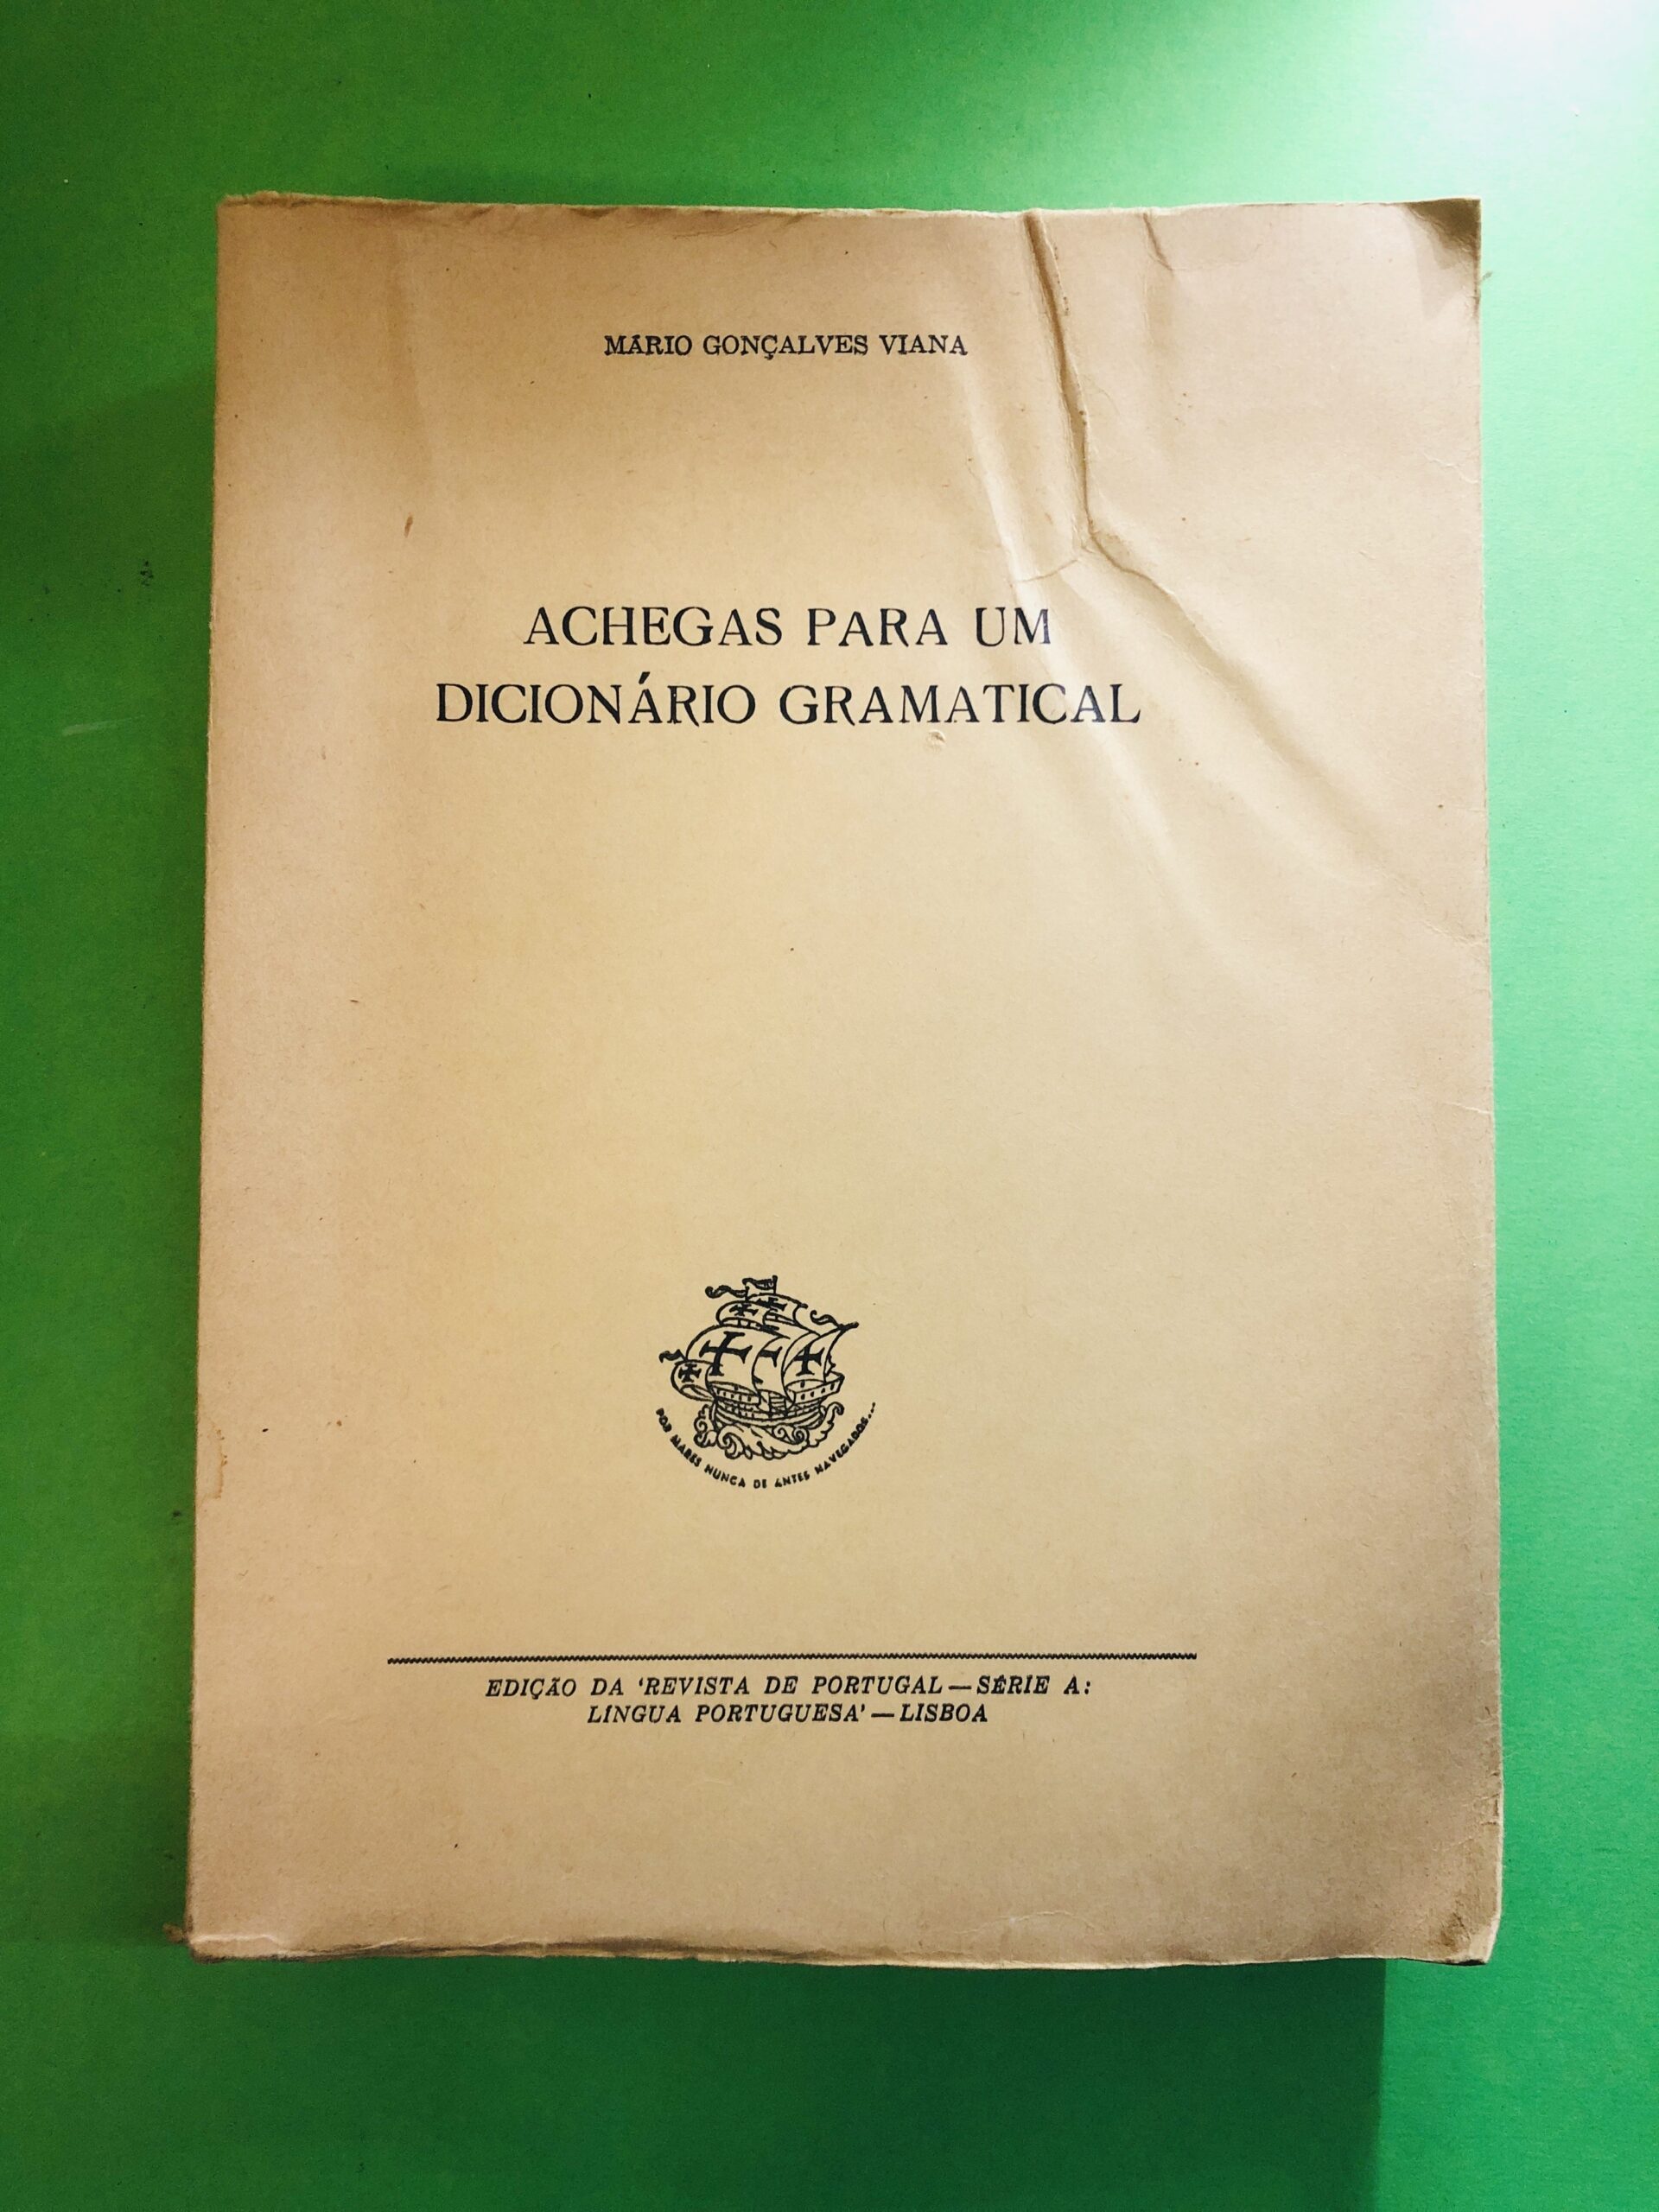 MÁRIO GONÇALVES VIANA
ACHEGAS PARA UM
DICIONÁRIO GRAMATICAL
POR MARES NUNCA DE ANTES NAVEGADOS...
EDIÇÃO DA 'REVISTA DE PORTUGAL—SÉRIE A:
LÍNGUA PORTUGUESA'—LISBOA